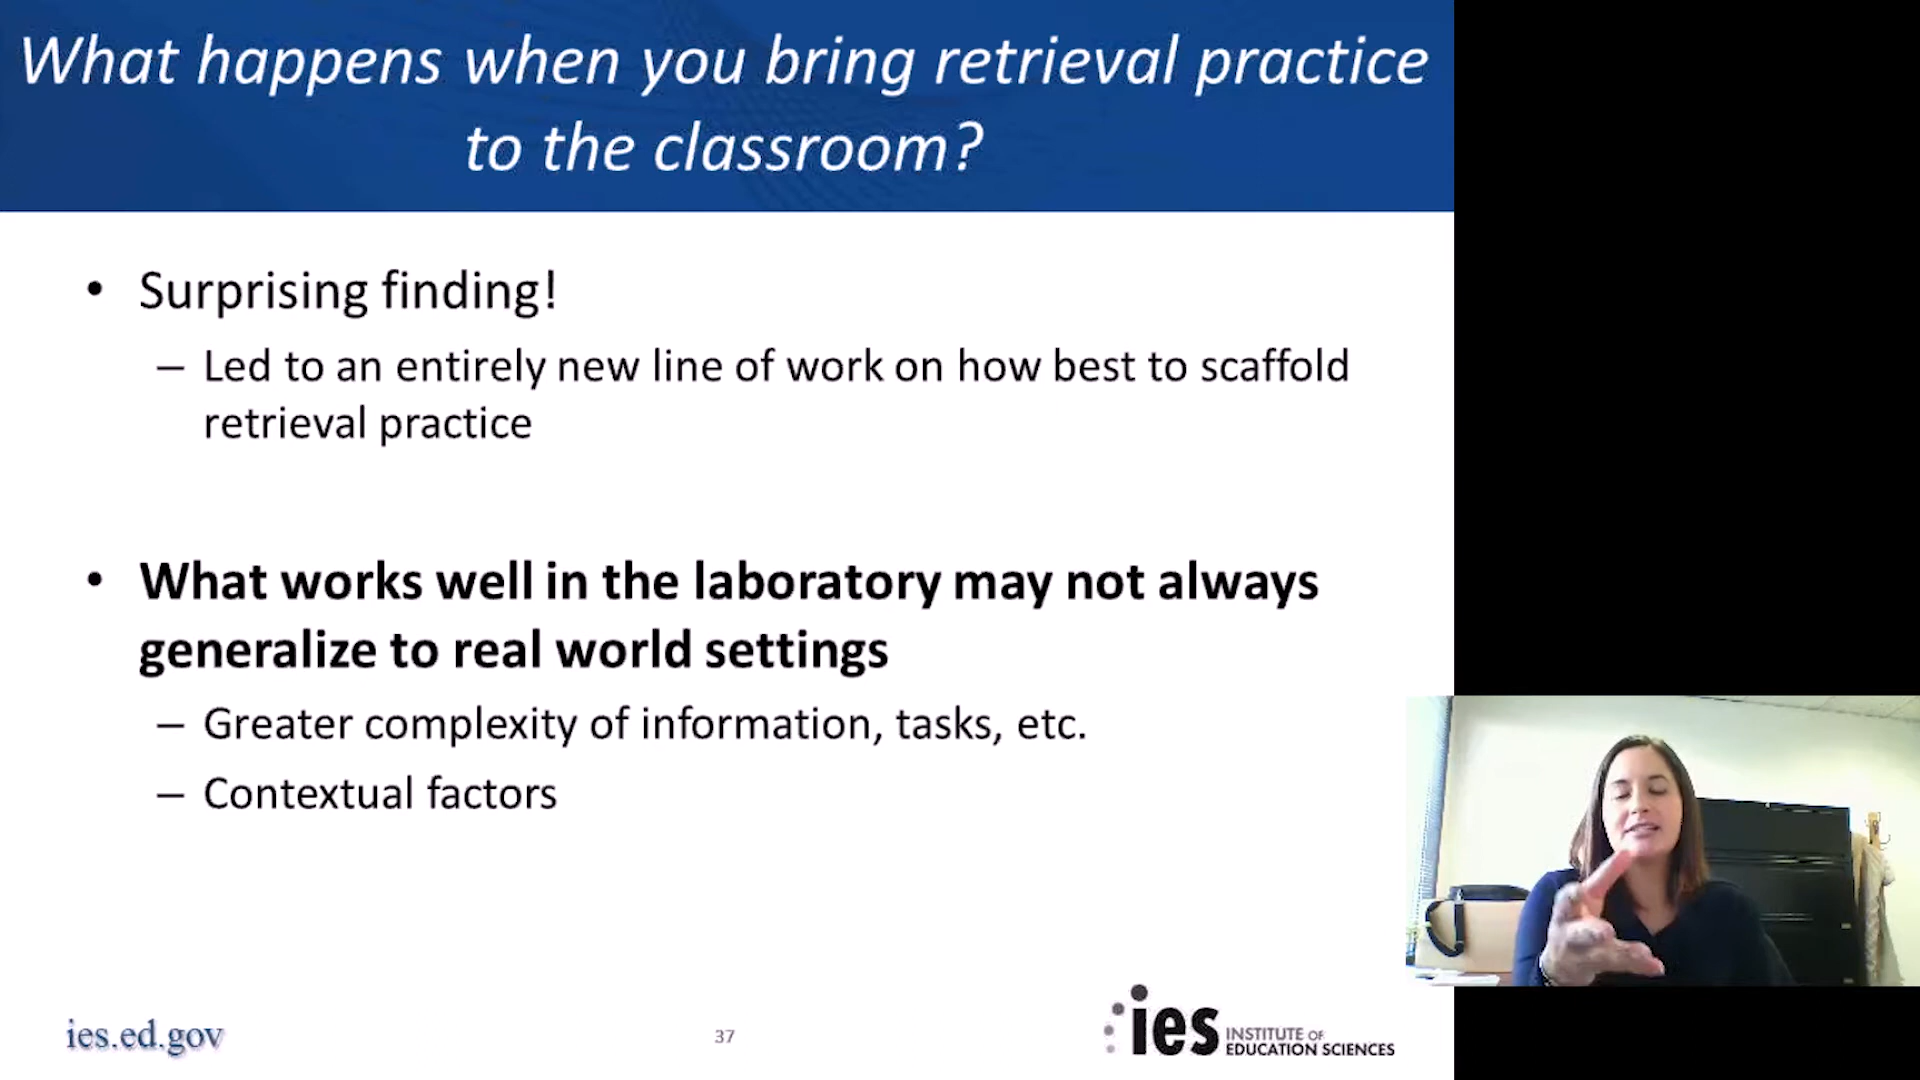 What happens when you bring retrieval practice
to the classroom?
• Surprising finding!
– Led to an entirely new line of work on how best to scaffold
retrieval practice
• What works well in the laboratory may not always
generalize to real world settings
– Greater complexity of information, tasks, etc.
– Contextual factors
ies.ed.gov
37
ies INSTITUTE OF
EDUCATION SCIENCES